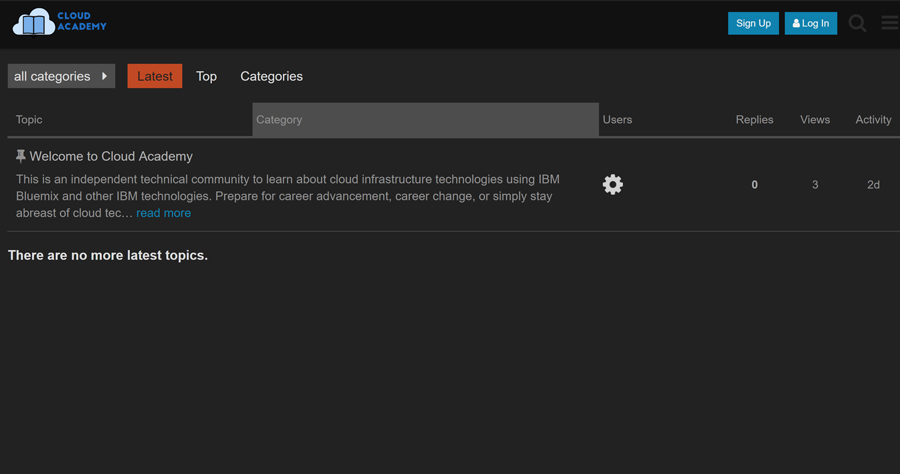 CLOUD
ACADEMY
Sign Up
Log In
all categories
Latest
Top
Categories
Topic
Category
Users
Replies
Views
Activity
Welcome to Cloud Academy
This is an independent technical community to learn about cloud infrastructure technologies using IBM
Bluemix and other IBM technologies. Prepare for career advancement, career change, or simply stay
abreast of cloud tec… read more
0
3
2d
There are no more latest topics.